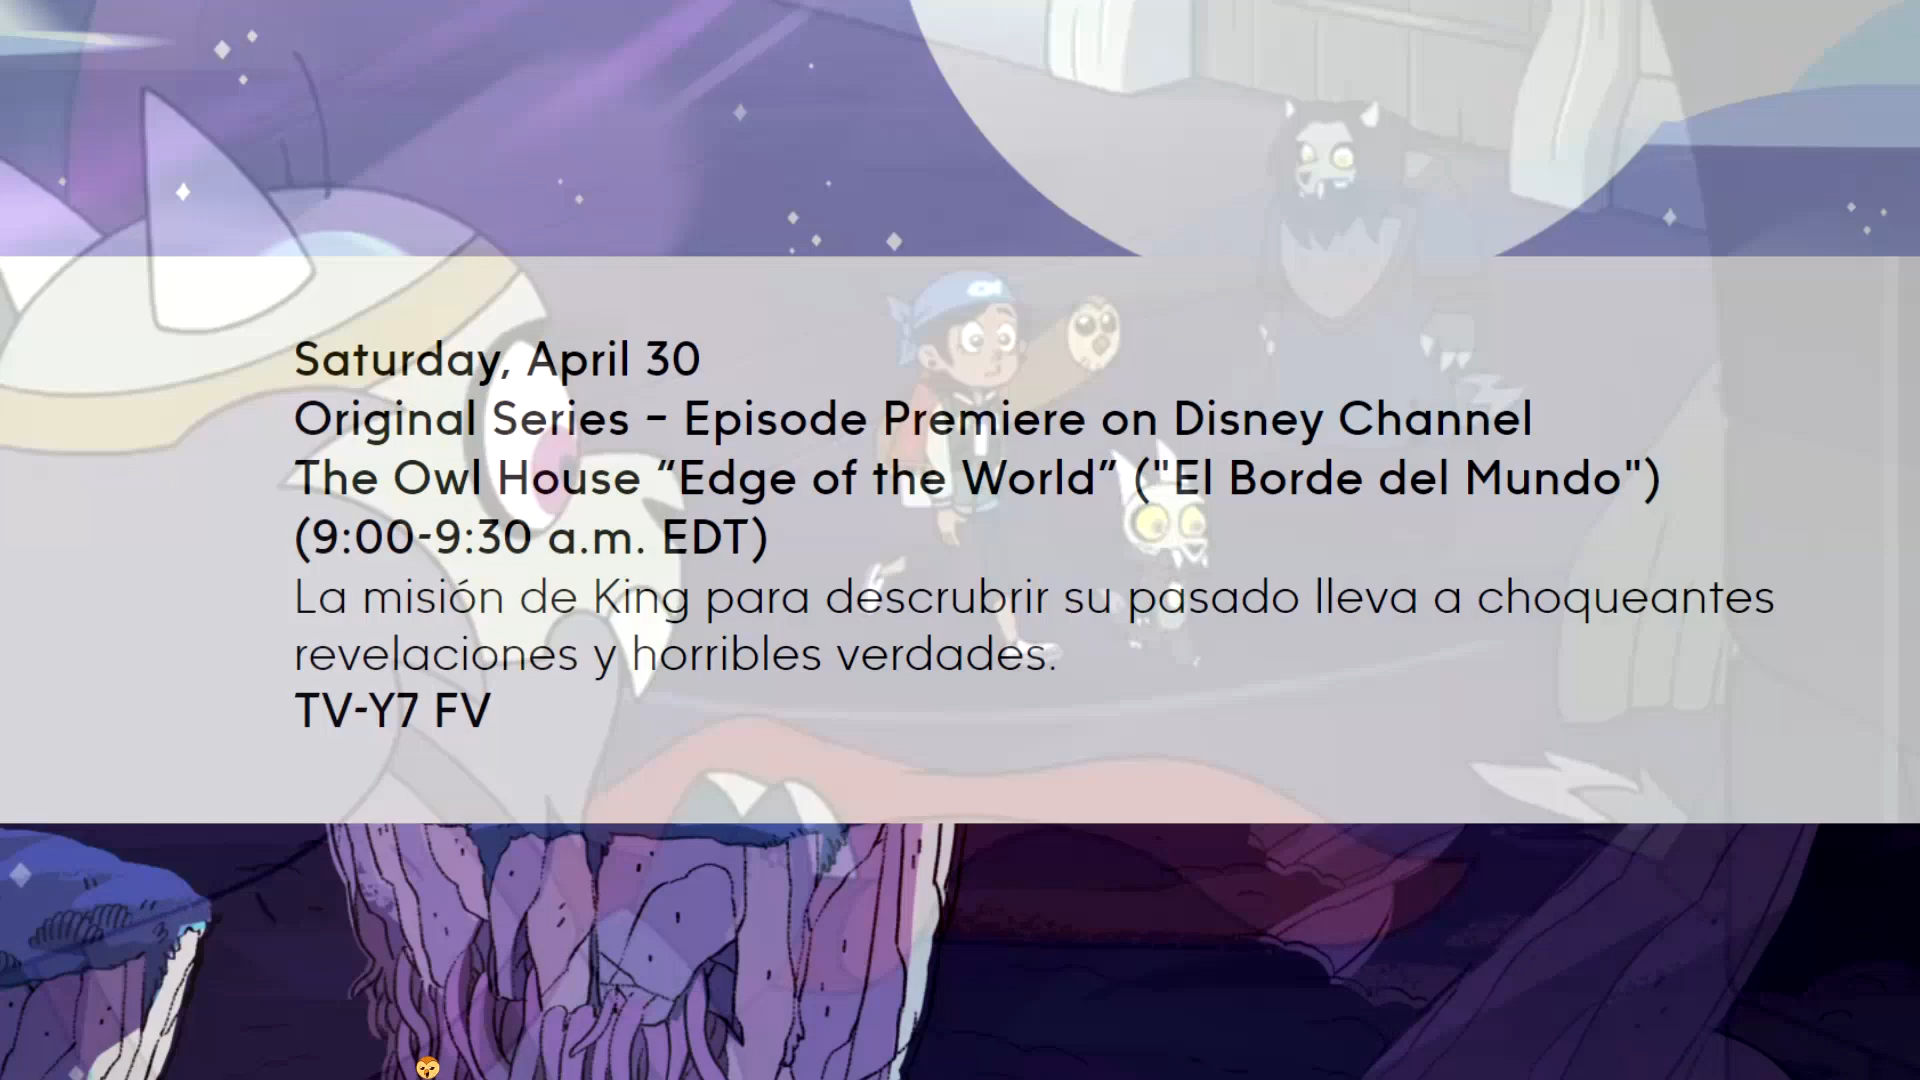 Saturday, April 30
Original Series – Episode Premiere on Disney Channel
The Owl House “Edge of the World” ("El Borde del Mundo")
(9:00-9:30 a.m. EDT)
La misión de King para descrubrir su pasado lleva a choqueantes
revelaciones y horribles verdades.
TV-Y7 FV